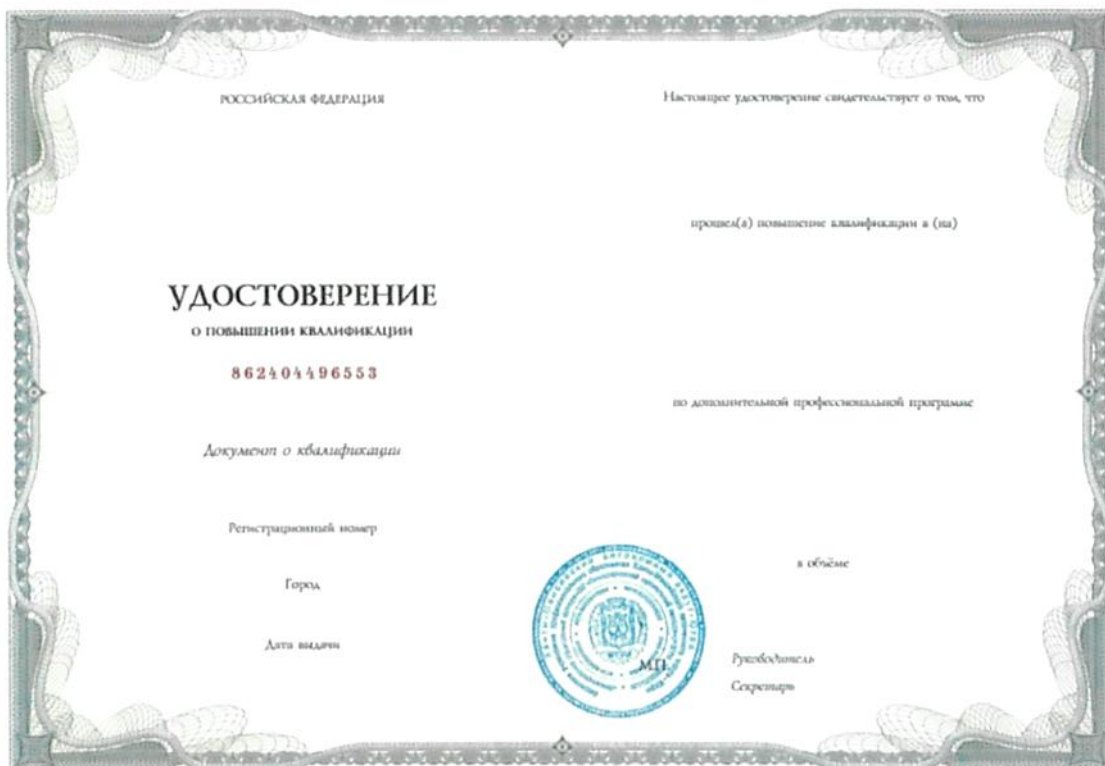 РОССИЙСКАЯ ФЕДЕРАЦИЯ
УДОСТОВЕРЕНИЕ
О ПОВЫШЕНИИ КВАЛИФИКАЦИИ
862404496553
Документ о квалификации
Регистрационный номер
Город
Дата выдачи
Настоящее удостоверение свидетельствует о том, что
прошел(а) повышение квалификации в (на)
по дополнительной профессиональной программе
в объёме
МП
Руководитель
Секретарь